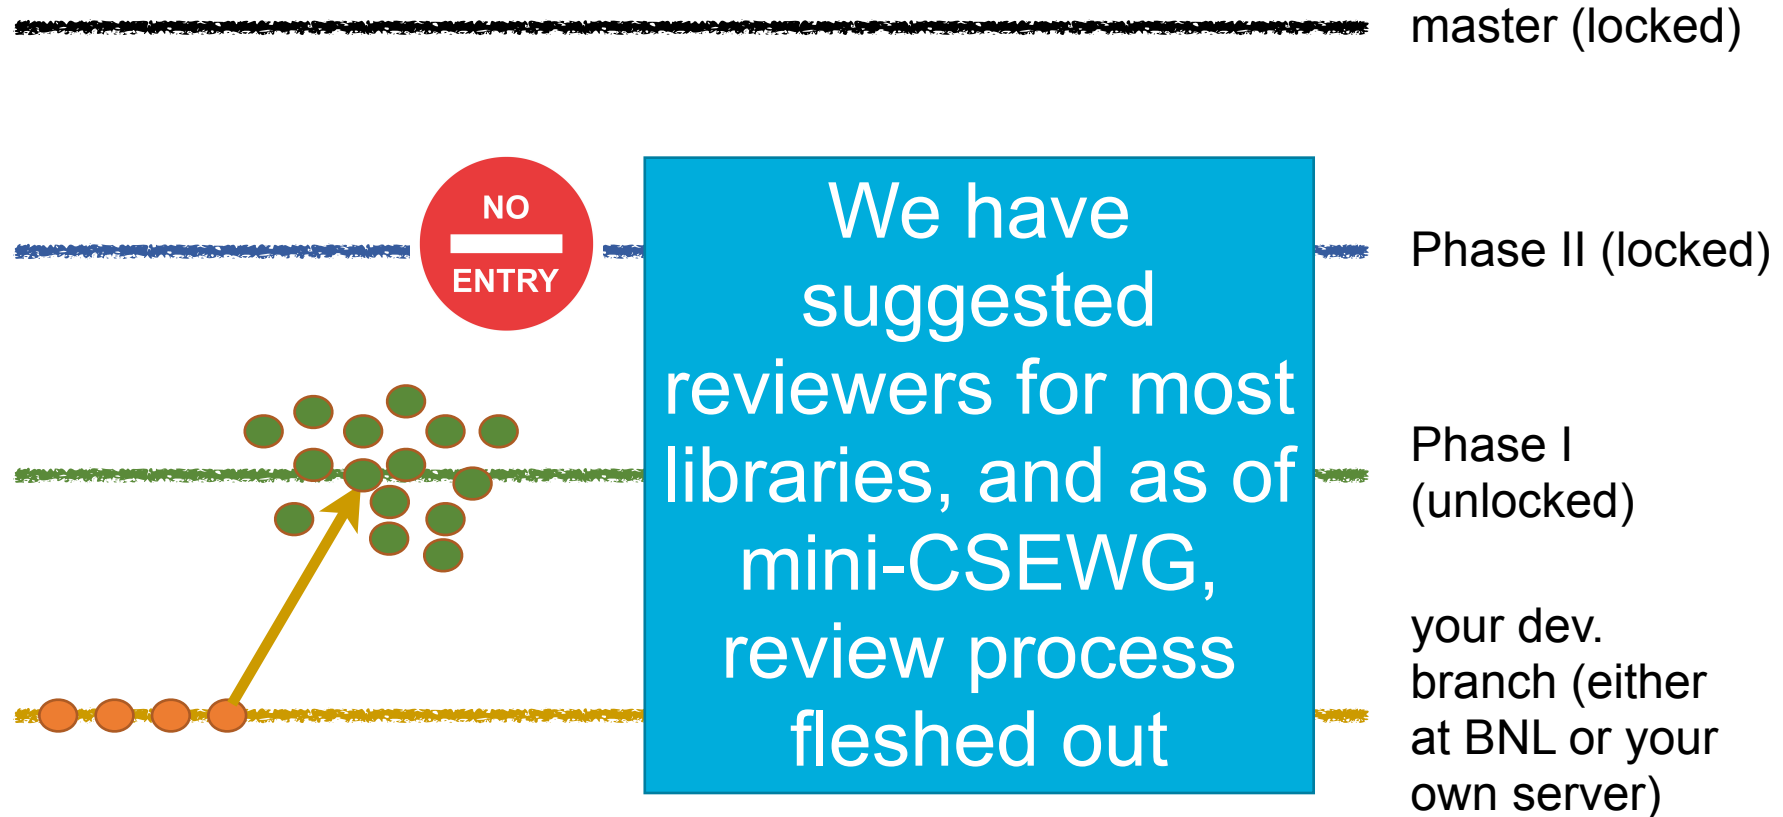 master (locked)
NO
ENTRY
We have
suggested
reviewers for most
libraries, and as of
mini-CSEWG,
review process
fleshed out
Phase II (locked)
Phase I
(unlocked)
your dev.
branch (either
at BNL or your
own server)